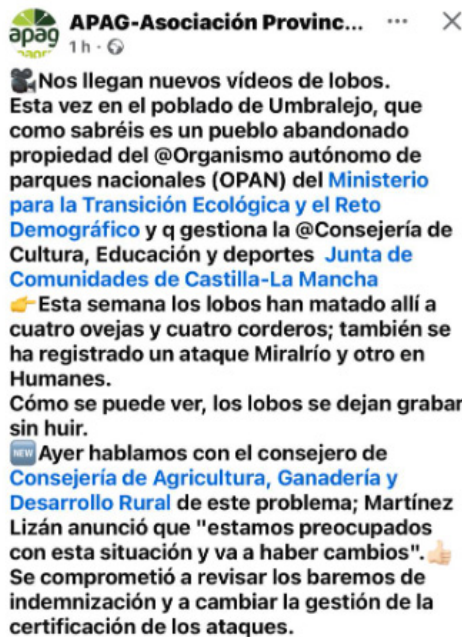 apag
APAG-Asociación Provinc...
1 h
Nos llegan nuevos vídeos de lobos.
Esta vez en el poblado de Umbralejo, que
como sabréis es un pueblo abandonado
propiedad del @Organismo autónomo de
parques nacionales (OPAN) del Ministerio
para la Transición Ecológica y el Reto
Demográfico y q gestiona la @Consejería de
Cultura, Educación y deportes Junta de
Comunidades de Castilla-La Mancha
👉Esta semana los lobos han matado allí a
cuatro ovejas y cuatro corderos; también se
ha registrado un ataque Miralrío y otro en
Humanes.
Cómo se puede ver, los lobos se dejan grabar
sin huir.
NEW Ayer hablamos con el consejero de
Consejería de Agricultura, Ganadería y
Desarrollo Rural de este problema; Martínez
Lizán anunció que "estamos preocupados
con esta situación y va a haber cambios".👍🏻
Se comprometió a revisar los baremos de
indemnización y a cambiar la gestión de la
certificación de los ataques.